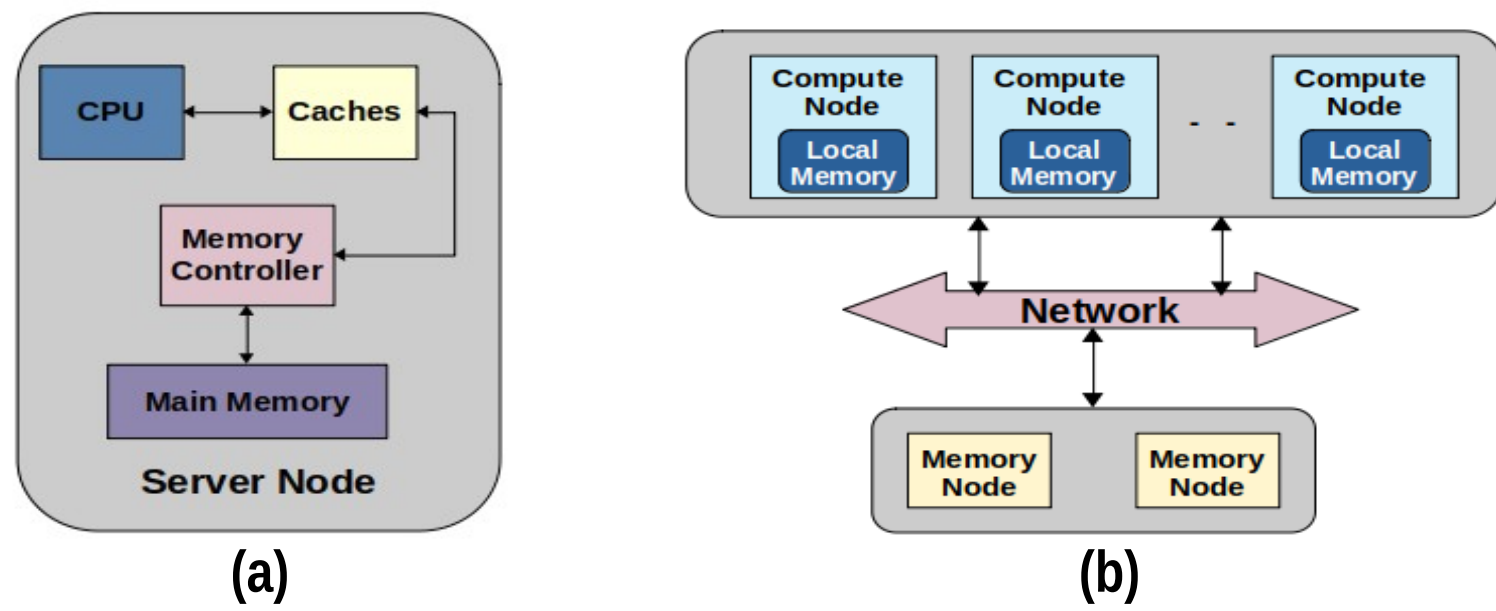 CPU
Caches
Memory
Controller
Main Memory
Server Node
(a)
Compute
Node
Local
Memory
Compute
Node
Local
Memory
- -
Compute
Node
Local
Memory
Network
Memory
Node
Memory
Node
(b)